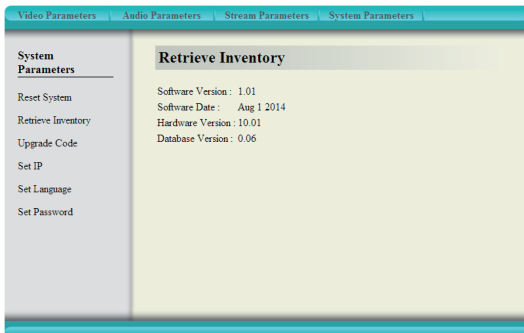 Video Parameters Audio Parameters Stream Parameters System Parameters
System
Parameters
Reset System
Retrieve Inventory
Upgrade Code
Set IP
Set Language
Set Password
Retrieve Inventory
Software Version : 1.01
Software Date : Aug 1 2014
Hardware Version : 10.01
Database Version : 0.06